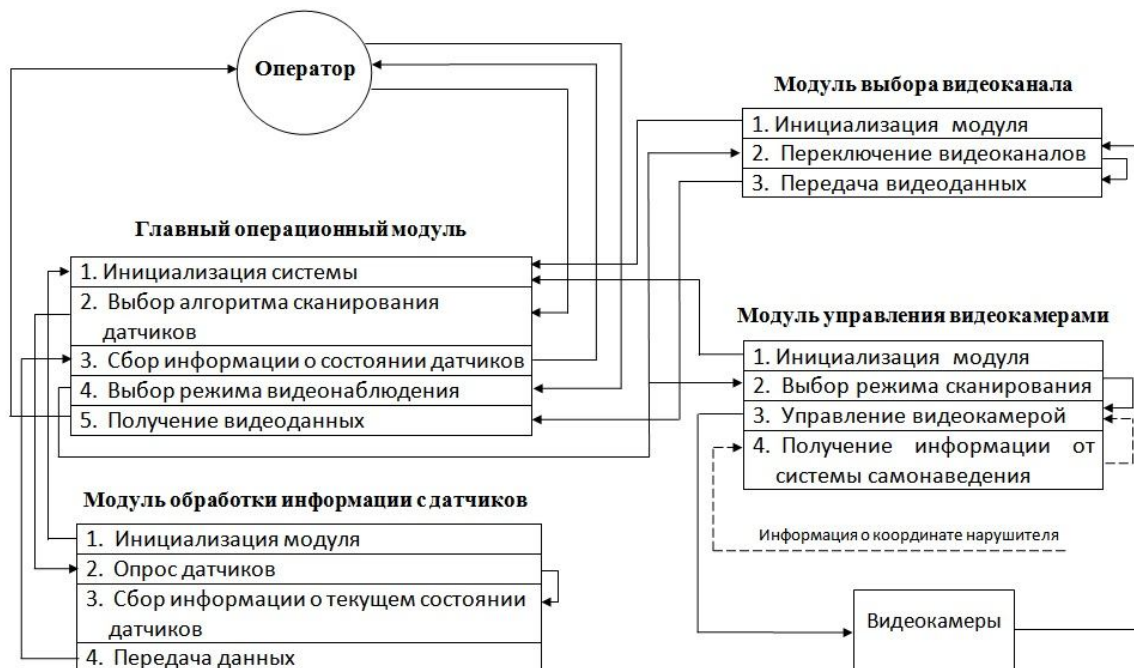 Оператор
Модуль выбора видеоканала
1. Инициализация модуля
2. Переключение видеоканалов
3. Передача видеоданных
Главный операционный модуль
1. Инициализация системы
2. Выбор алгоритма сканирования
датчиков
3. Сбор информации о состоянии датчиков
4. Выбор режима видеонаблюдения
5. Получение видеоданных
Модуль управления видеокамерами
1. Инициализация модуля
2. Выбор режима сканирования
3. Управление видеокамерой
4. Получение информации от
системы самонаведения
Информация о координате нарушителя
Модуль обработки информации с датчиков
1. Инициализация модуля
2. Опрос датчиков
3. Сбор информации о текущем состоянии
датчиков
4. Передача данных
Видеокамеры